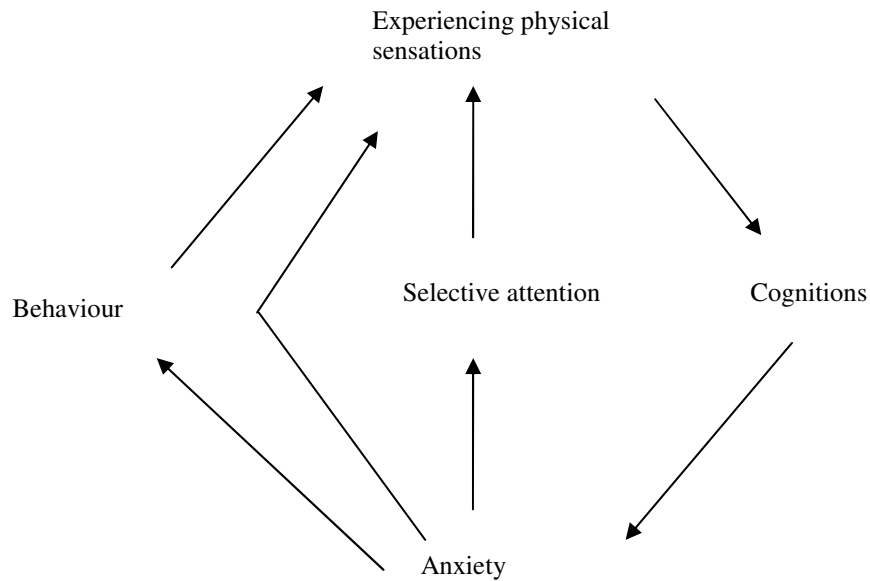 Experiencing physical
sensations
Behaviour
Selective attention
Cognitions
Anxiety